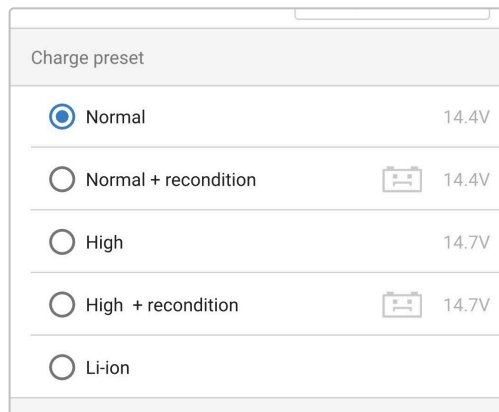 Charge preset
Normal 14.4V
Normal + recondition 14.4V
High 14.7V
High + recondition 14.7V
Li-ion